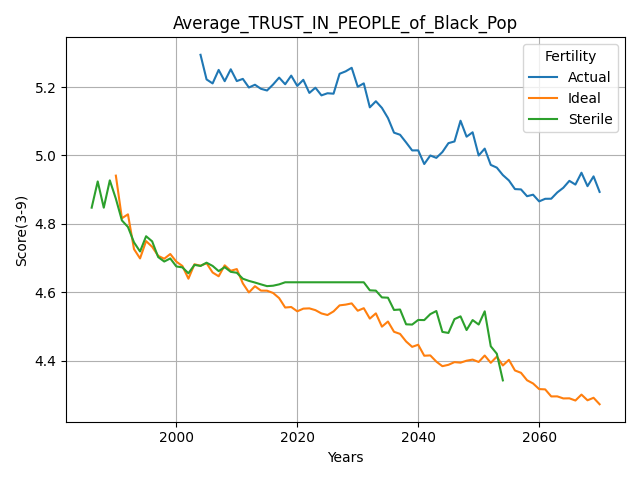 Average_TRUST_IN_PEOPLE_of_Black_Pop
Fertility
Actual
Ideal
Sterile
Score(3-9)
5.2
5.0
4.8
4.6
4.4
2000 2020 2040 2060
Years